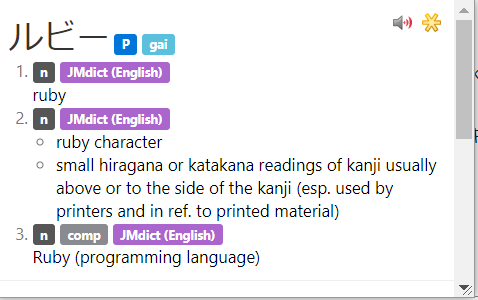 ルビー P gai
1. n JMdict (English)
ruby
2. n JMdict (English)
ruby character
small hiragana or katakana readings of kanji usually
above or to the side of the kanji (esp. used by
printers and in ref. to printed material)
3. n comp JMdict (English)
Ruby (programming language)